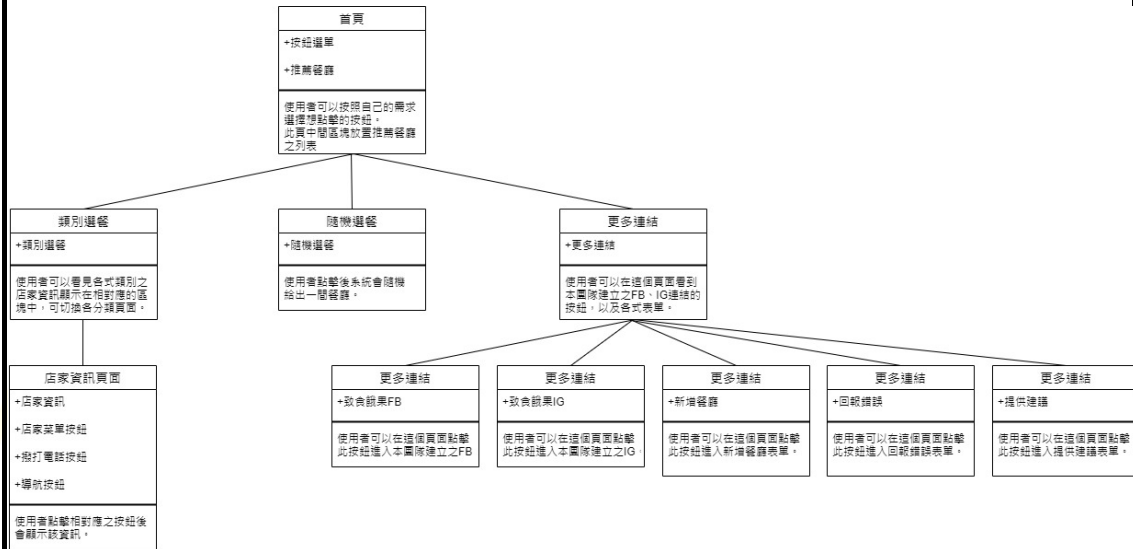 首頁
+按鈕選單
+推薦餐廳
使用者可以按照自己的需求
選擇想點擊的按鈕。
此頁中間區塊放置推薦餐廳
之列表
類別選餐
+類別選餐
使用者可以看見各式類別之
店家資訊顯示在相對應的區
塊中，可切換各分類頁面。
隨機選餐
+隨機選餐
使用者點擊後系統會隨機
給出一間餐廳。
更多連結
+更多連結
使用者可以在這個頁面看到
本團隊建立之FB、IG連結的
按鈕，以及各式表單。
店家資訊頁面
+店家資訊
+店家菜單按鈕
+撥打電話按鈕
+導航按鈕
使用者點擊相對應之按鈕後
會顯示該資訊。
更多連結
+致食餓果FB
使用者可以在這個頁面點擊
此按鈕進入本團隊建立之FB
更多連結
+致食餓果IG
使用者可以在這個頁面點擊
此按鈕進入本團隊建立之IG。
更多連結
+新增餐廳
使用者可以在這個頁面點擊
此按鈕進入新增餐廳表單。
更多連結
+回報錯誤
使用者可以在這個頁面點擊
此按鈕進入回報錯誤表單。
更多連結
+提供建議
使用者可以在這個頁面點擊
此按鈕進入提供建議表單。